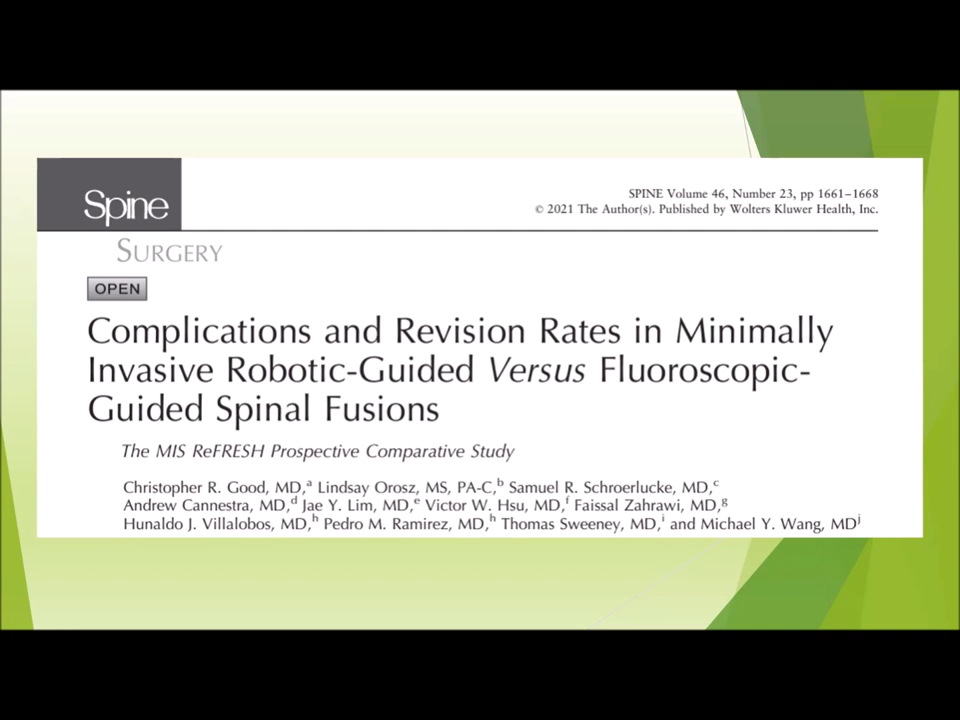 Spine
SPINE Volume 46, Number 23, pp 1661–1668
© 2021 The Author(s). Published by Wolters Kluwer Health, Inc.
SURGERY
OPEN
Complications and Revision Rates in Minimally
Invasive Robotic-Guided Versus Fluoroscopic-
Guided Spinal Fusions
The MIS ReFRESH Prospective Comparative Study
Christopher R. Good, MD,a Lindsay Orosz, MS, PA-C,b Samuel R. Schroerlucke, MD,c
Andrew Cannestra, MD,d Jae Y. Lim, MD,e Victor W. Hsu, MD,f Faissal Zahrawi, MD,g
Hunaldo J. Villalobos, MD,h Pedro M. Ramirez, MD,h Thomas Sweeney, MD,i and Michael Y. Wang, MDj